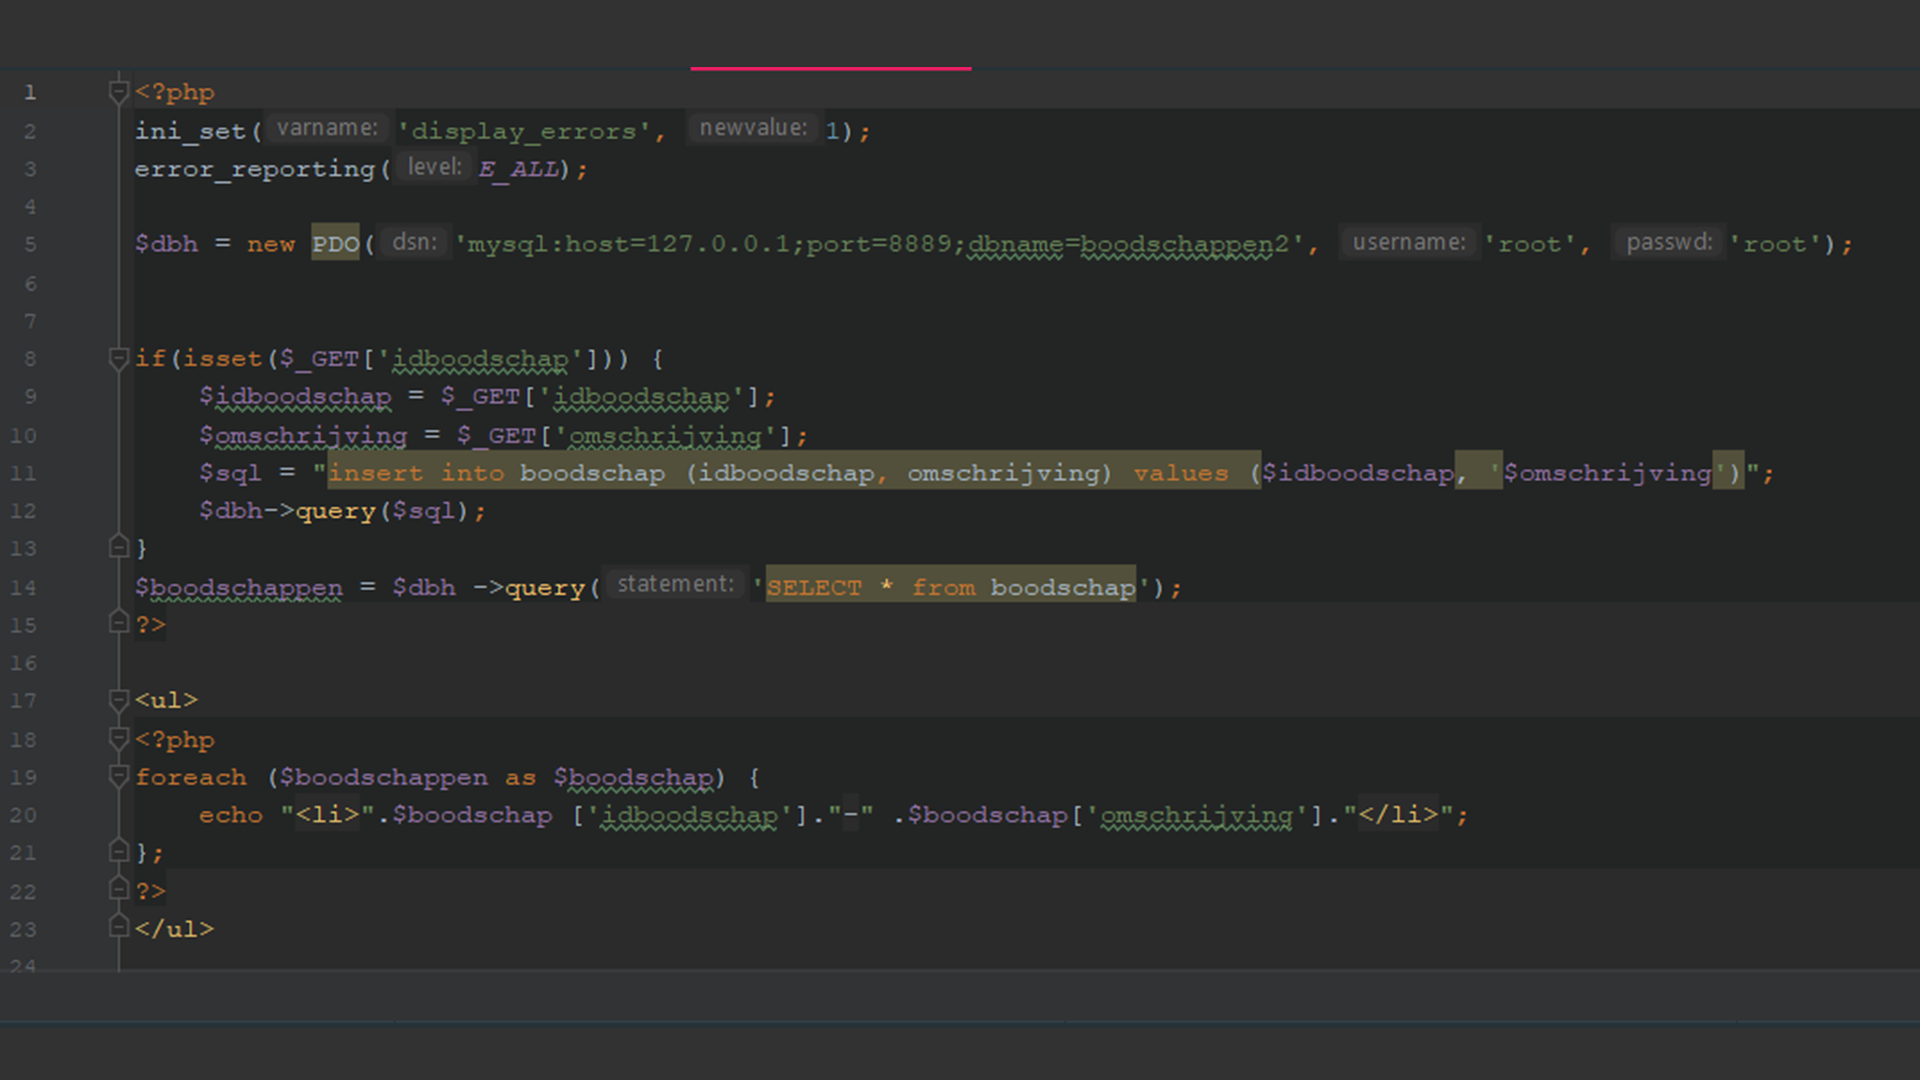 1 <?php
2 ini_set( varname: 'display_errors', newvalue: 1);
3 error_reporting( level: E_ALL);
4
5 $dbh = new PDO( dsn: 'mysql:host=127.0.0.1;port=8889;dbname=boodschappen2', username: 'root', passwd: 'root');
6
7
8 if(isset($_GET['idboodschap'])) {
9     $idboodschap = $_GET['idboodschap'];
10     $omschrijving = $_GET['omschrijving'];
11     $sql = "insert into boodschap (idboodschap, omschrijving) values ($idboodschap, '$omschrijving')";
12     $dbh->query($sql);
13 }
14 $boodschappen = $dbh ->query( statement: 'SELECT * from boodschap');
15 ?>
16
17 <ul>
18 <?php
19 foreach ($boodschappen as $boodschap) {
20     echo "<li>".$boodschap ['idboodschap']."-" .$boodschap['omschrijving']."</li>";
21 };
22 ?>
23 </ul>
24